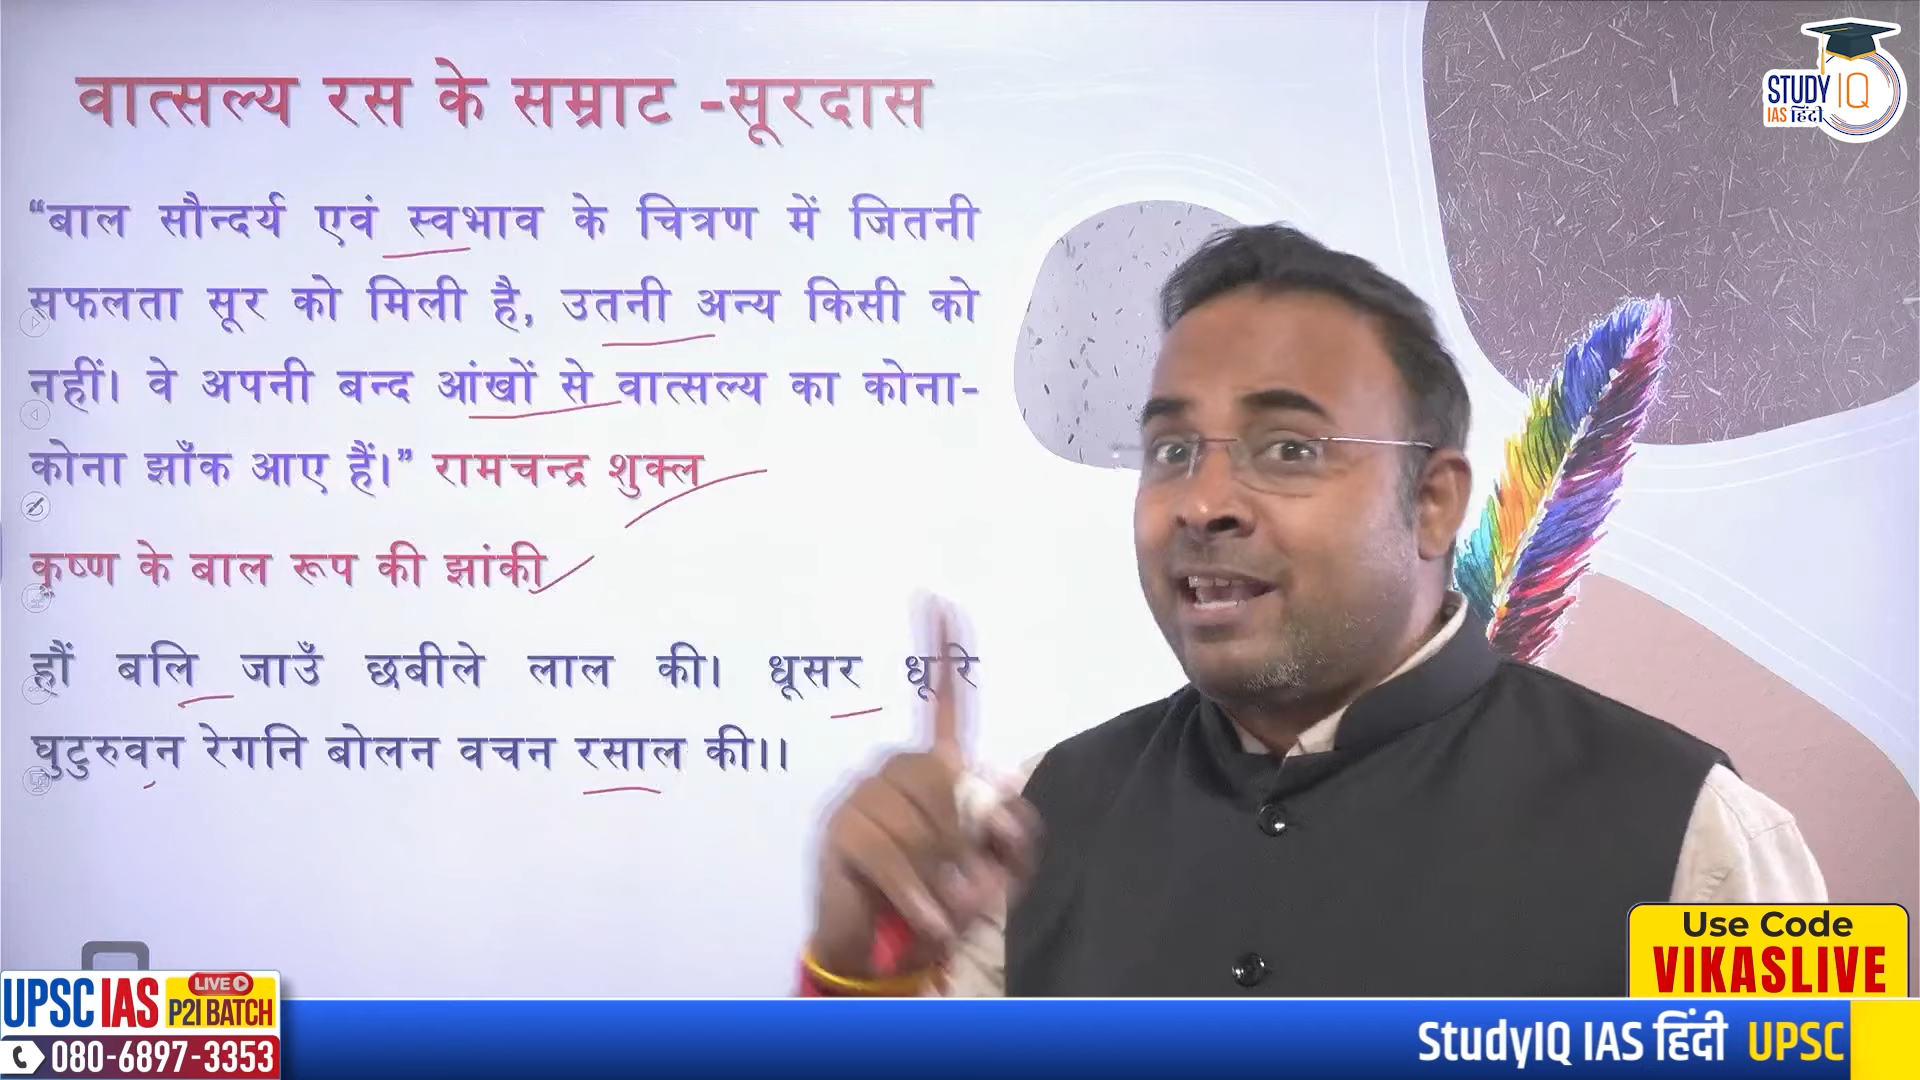 वात्सल्य रस के सम्राट -सूरदास
“बाल सौन्दर्य एवं स्वभाव के चित्रण में जितनी
सफलता सूर को मिली है, उतनी अन्य किसी को
नहीं। वे अपनी बन्द आंखों से वात्सल्य का कोना-
कोना झाँक आए हैं।” रामचन्द्र शुक्ल
कृष्ण के बाल रूप की झांकी
हौं बलि जाउँ छबीले लाल की। धूसर
घुटुरुवन रेगनि बोलन वचन रसाल की।।
STUDY IQ
IAS हिंदी
Use Code
VIKASLIVE
UPSC IAS LIVE P2I BATCH
080-6897-3353
StudyIQ IAS हिंदी UPSC